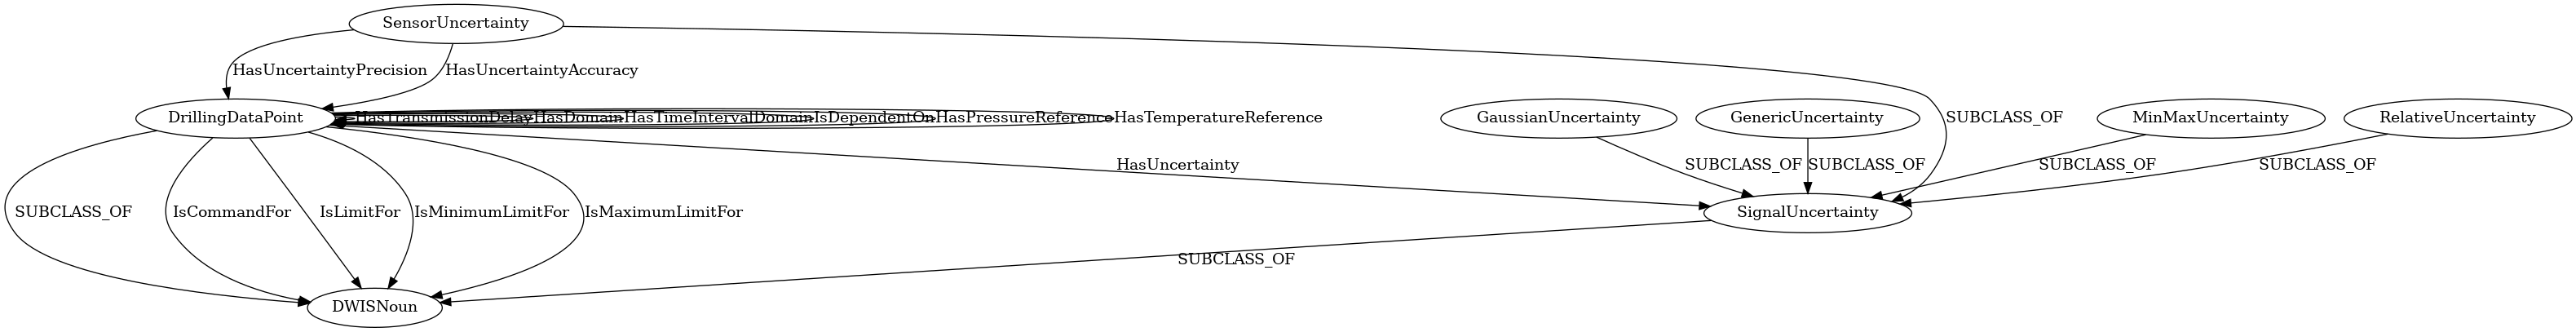 SensorUncertainty
HasUncertaintyPrecision
HasUncertaintyAccuracy
DrillingDataPoint
HasTransmissionDelay
HasDomain
HasTimeIntervalDomain
IsDependentOn
HasPressureReference
HasTemperatureReference
GaussianUncertainty
GenericUncertainty
SUBCLASS_OF
MinMaxUncertainty
RelativeUncertainty
HasUncertainty
SUBCLASS_OF
SUBCLASS_OF
SUBCLASS_OF
SUBCLASS_OF
SUBCLASS_OF
IsCommandFor
IsLimitFor
IsMinimumLimitFor
IsMaximumLimitFor
SignalUncertainty
SUBCLASS_OF
DWISNoun